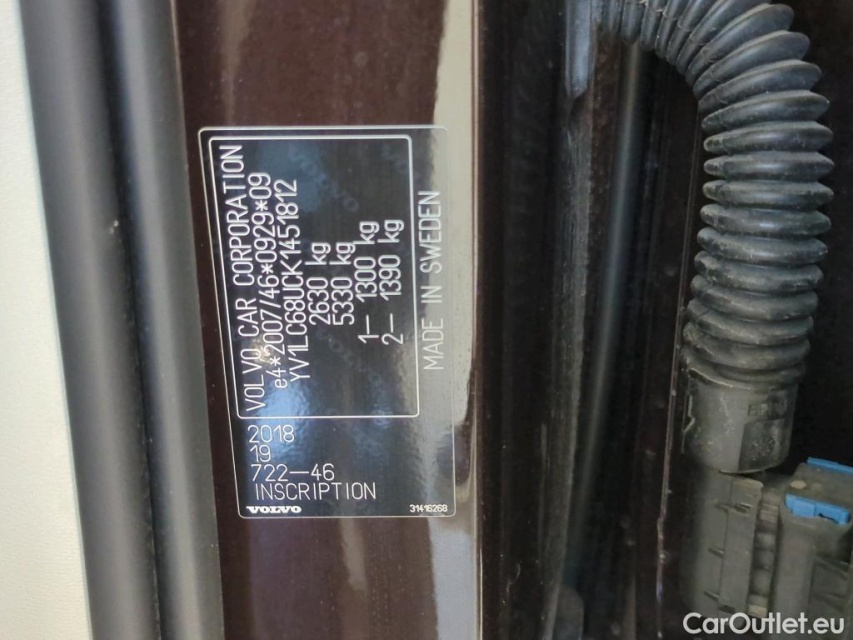 VOLVO CAR CORPORATION
e4*2007/46*0929*09
YV1LC68UCK1451812
2630 kg
5330 kg
1— 1300 kg
2— 1390 kg
MADE IN SWEDEN
2018
19
722—46
INSCRIPTION
VOLVO
31416268
CarOutlet.eu